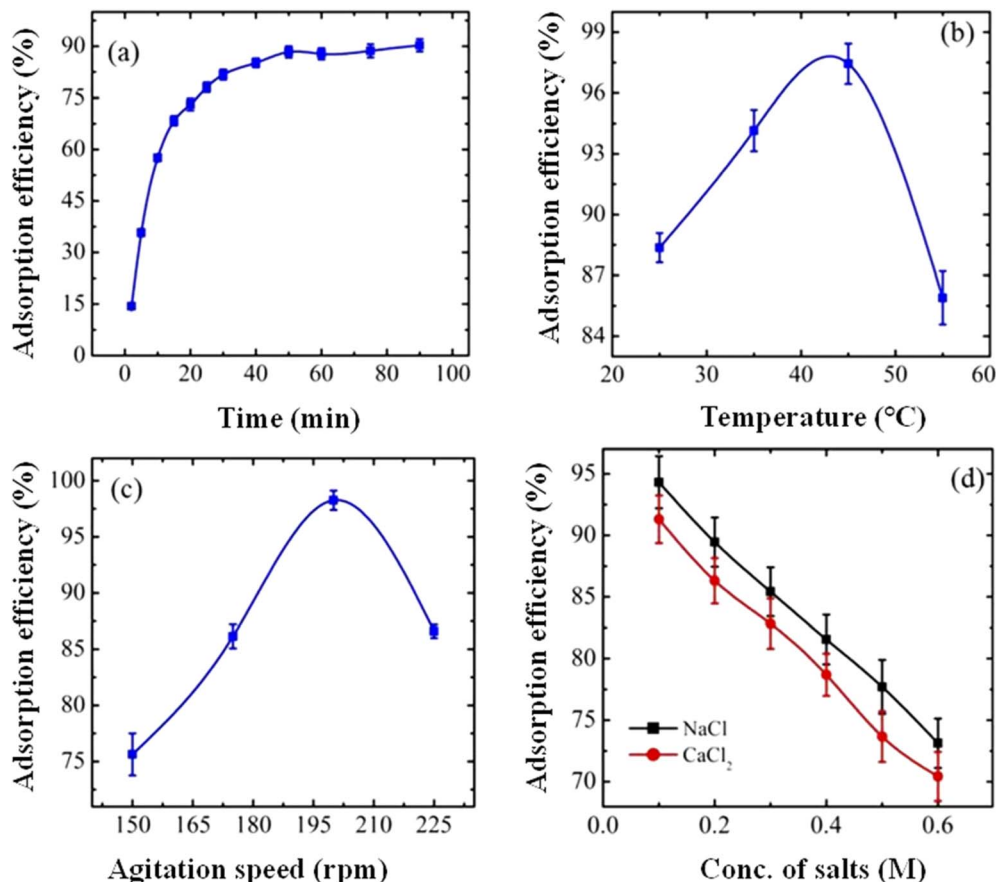 (a)
Adsorption efficiency (%)
90
75
60
45
30
15
0
0 20 40 60 80 100
Time (min)
(b)
Adsorption efficiency (%)
99
96
93
90
87
84
20 30 40 50 60
Temperature (°C)
(c)
Adsorption efficiency (%)
100
95
90
85
80
75
150 165 180 195 210 225
Agitation speed (rpm)
(d)
Adsorption efficiency (%)
95
90
85
80
75
70
NaCl
CaCl₂
0.0 0.2 0.4 0.6
Conc. of salts (M)